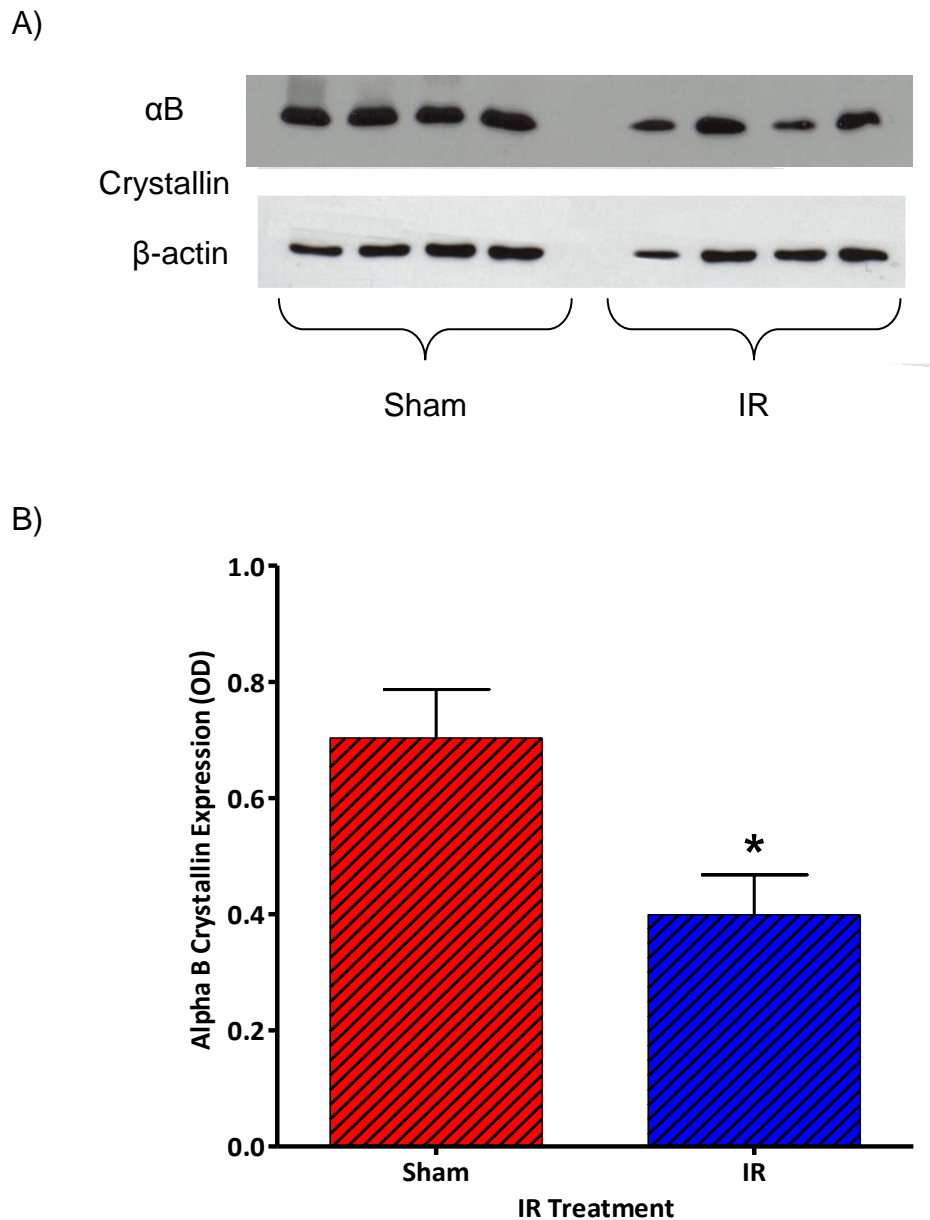 A)
αB
Crystallin
β-actin
Sham IR
B)
Alpha B Crystallin Expression (OD)
1.0
0.8
0.6
0.4
0.2
0.0
*
Sham IR
IR Treatment